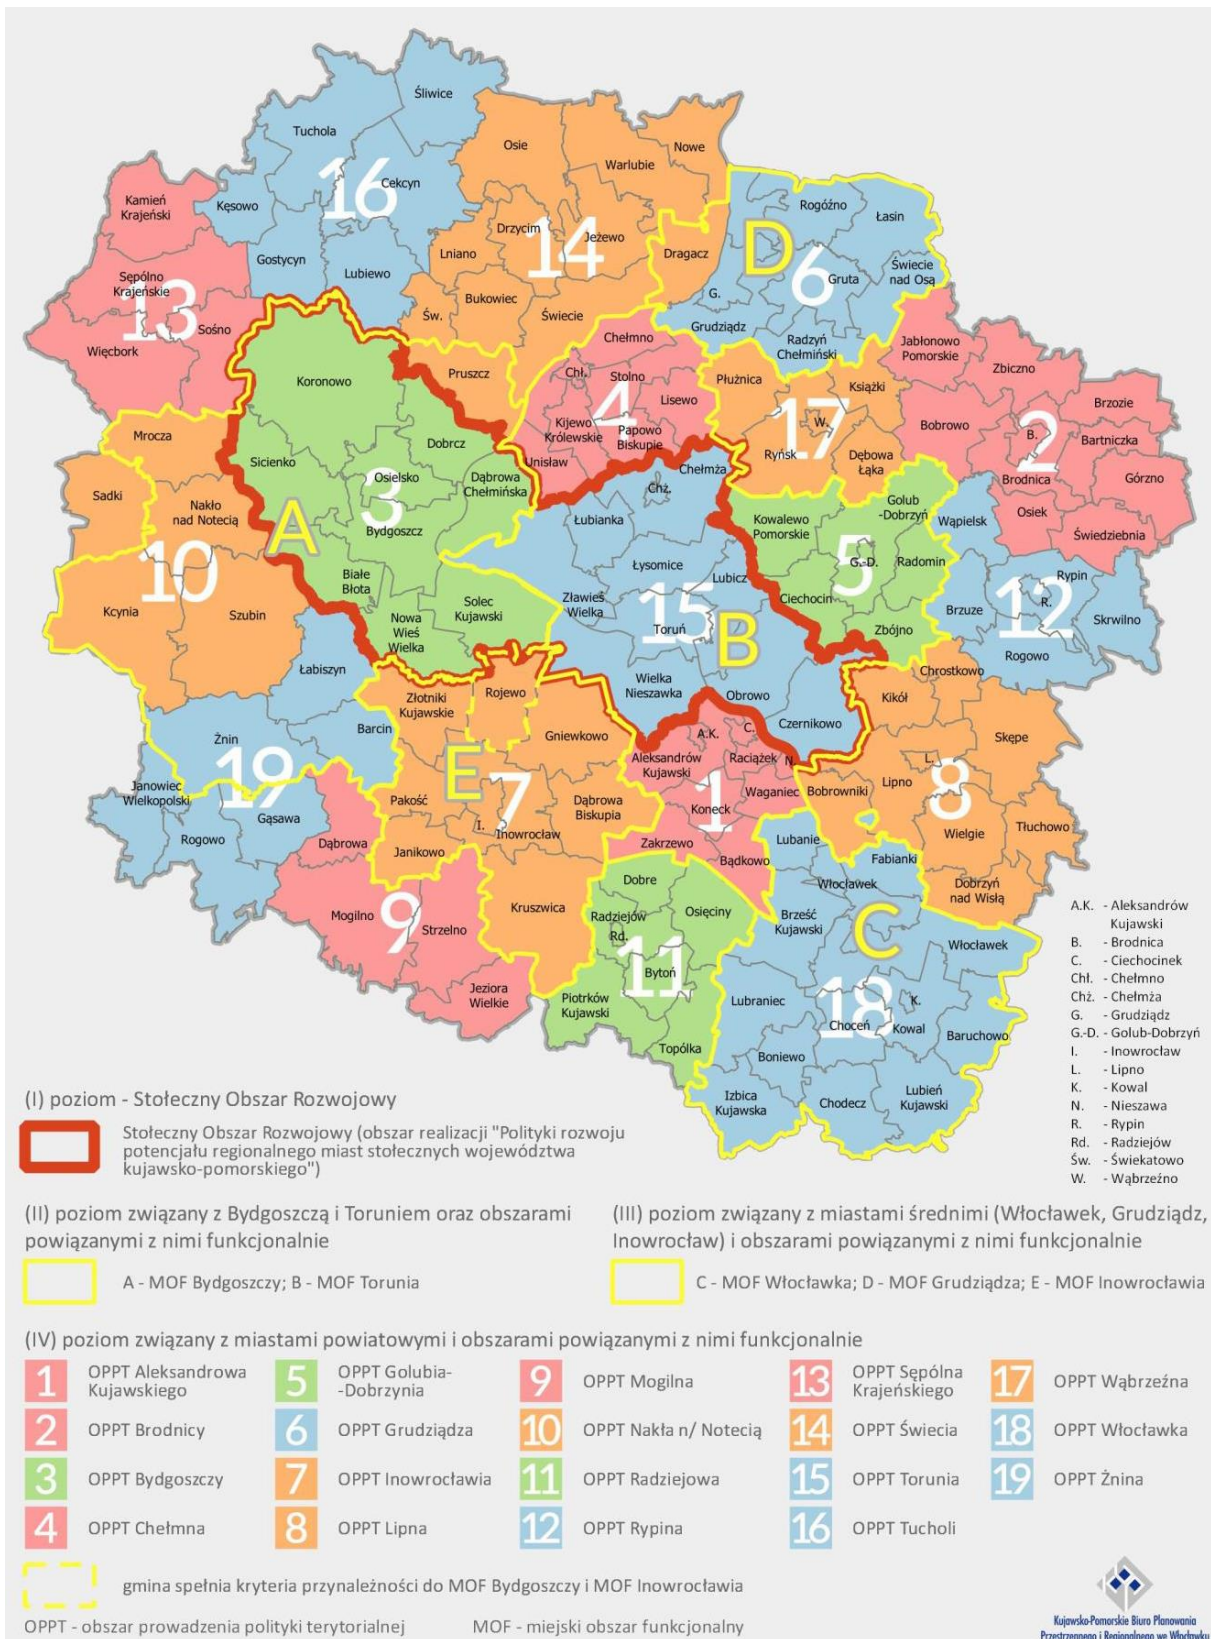 Śliwice
Tuchola
16
Cekcyn
Kęsowo
Gostycyn
Lubiewo
Osie
Nowe
Warlubie
Drzycim
14
Jeżewo
Lniano
Bukowiec
Św.
Świecie
Dragacz
Pruszcz
Kamień
Krajeński
Sępólno
Krajeńskie
13
Sośno
Więcbork
Rogóźno
Łasin
D
6
Gruta
Świecie
nad Osą
G.
Grudziądz
Radzyń
Chełmiński
Chełmno
Chł.
Stolno
4
Lisewo
Kijewo
Królewskie
Papowo
Biskupie
Unisław
Płużnica
Książki
17
W.
Ryńsk
Dębowa
Łąka
Jabłonowo
Pomorskie
Zbiczno
Brzozie
Bobrowo
B.
2
Bartniczka
Brodnica
Górzno
Osiek
Świedziebnia
Koronowo
Dobrcz
Sicienko
Osielsko
3
Dąbrowa
Chełmińska
A
Bydgoszcz
Białe
Błota
Nowa
Wieś
Wielka
Solec
Kujawski
Mrocza
Sadki
Nakło
nad Notecią
10
Kcynia
Szubin
Chełmża
Chż.
Łubianka
Łysomice
Lubicz
Zławieś
Wielka
15
Toruń
B
Wielka
Nieszawka
Obrowo
Czernikowo
Golub
-Dobrzyń
Kowalewo
Pomorskie
5
G.-D.
Radomin
Ciechocin
Zbójno
Wąpielsk
Rypin
12
R.
Brzuze
Skrwilno
Rogowo
Łabiszyn
Barcin
Żnin
19
Janowiec
Wielkopolski
Gąsawa
Rogowo
Złotniki
Kujawskie
Rojewo
Gniewkowo
E
7
Pakość
I.
Inowrocław
Dąbrowa
Biskupia
Janikowo
Kruszwica
A.K.
C.
Aleksandrów
Kujawski
Raciążek
N.
1
Waganiec
Koneck
Zakrzewo
Bądkowo
Chrostkowo
Kikół
Skępe
L.
Lipno
8
Bobrowniki
Wielgie
Tłuchowo
Dobrzyń
nad Wisłą
Dąbrowa
Mogilno
9
Strzelno
Jeziora
Wielkie
Dobre
Radziejów
Osięciny
Rd.
11
Bytoń
Piotrków
Kujawski
Topólka
Lubanie
Fabianki
Włocławek
Brześć
Kujawski
C
Włocławek
Lubraniec
18
K.
Choceń
Kowal
Baruchowo
Boniewo
Izbica
Kujawska
Chodecz
Lubień
Kujawski
A.K. - Aleksandrów
Kujawski
B. - Brodnica
C. - Ciechocinek
Chł. - Chełmno
Chż. - Chełmża
G. - Grudziądz
G.-D. - Golub-Dobrzyń
I. - Inowrocław
L. - Lipno
K. - Kowal
N. - Nieszawa
R. - Rypin
Rd. - Radziejów
Św. - Świekatowo
W. - Wąbrzeźno
(I) poziom - Stołeczny Obszar Rozwojowy
Stołeczny Obszar Rozwojowy (obszar realizacji "Polityki rozwoju
potencjału regionalnego miast stołecznych województwa
kujawsko-pomorskiego")
(II) poziom związany z Bydgoszczą i Toruniem oraz obszarami
powiązanymi z nimi funkcjonalnie
A - MOF Bydgoszczy; B - MOF Torunia
(III) poziom związany z miastami średnimi (Włocławek, Grudziądz,
Inowrocław) i obszarami powiązanymi z nimi funkcjonalnie
C - MOF Włocławka; D - MOF Grudziądza; E - MOF Inowrocławia
(IV) poziom związany z miastami powiatowymi i obszarami powiązanymi z nimi funkcjonalnie
1 OPPT Aleksandrowa
Kujawskiego
2 OPPT Brodnicy
3 OPPT Bydgoszczy
4 OPPT Chełmna
5 OPPT Golubia-
-Dobrzynia
6 OPPT Grudziądza
7 OPPT Inowrocławia
8 OPPT Lipna
9 OPPT Mogilna
10 OPPT Nakła n/ Notecią
11 OPPT Radziejowa
12 OPPT Rypina
13 OPPT Sępólna
Krajeńskiego
14 OPPT Świecia
15 OPPT Torunia
16 OPPT Tucholi
17 OPPT Wąbrzeźna
18 OPPT Włocławka
19 OPPT Żnina
gmina spełnia kryteria przynależności do MOF Bydgoszczy i MOF Inowrocławia
OPPT - obszar prowadzenia polityki terytorialnej
MOF - miejski obszar funkcjonalny
Kujawsko-Pomorskie Biuro Planowania
Przestrzennego i Regionalnego we Włocławku